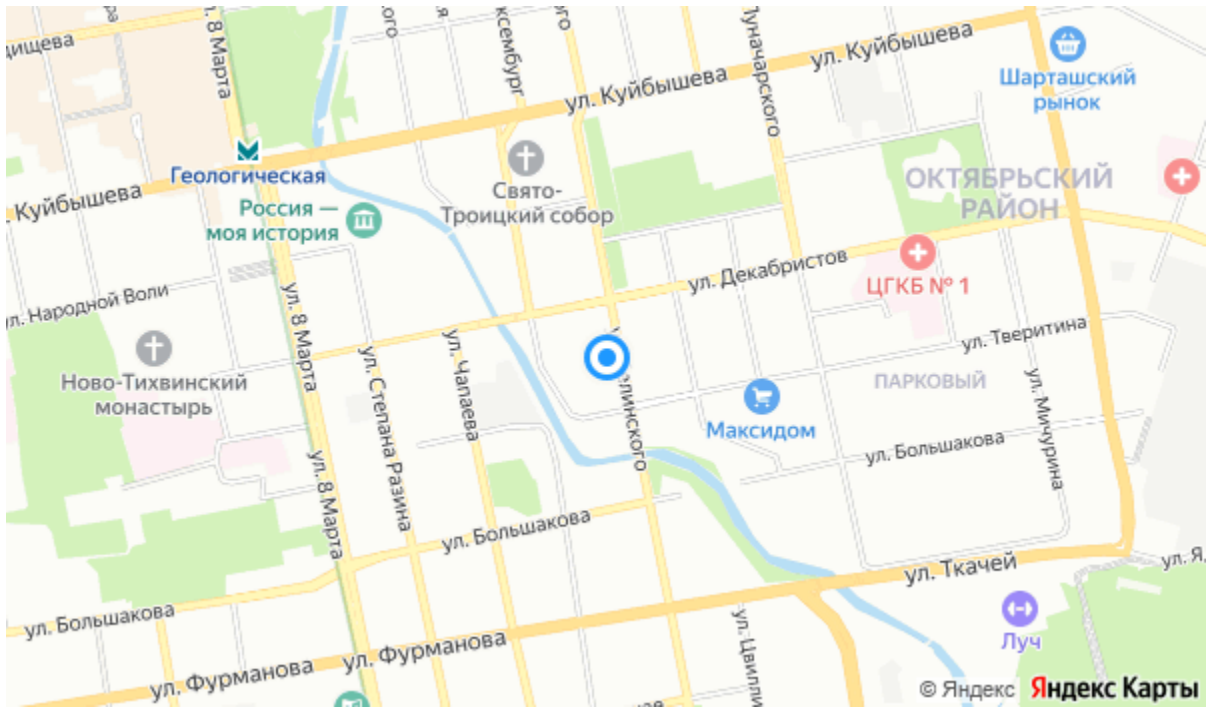 ул. 8 Марта
ул. Куйбышева
Шарташский
рынок
ул. Куйбышева
Геологическая
Свято-
Троицкий собор
ОКТЯБРЬСКИЙ
РАЙОН
Куйбышева
Россия —
моя история
ул. Декабристов
ЦГКБ № 1
Народной Воли
ул. 8 Марта
ул. Тверитина
Ново-Тихвинский
монастырь
ул. Степана Разина
ул. Чапаева
ПАРКОВЫЙ
Максидом
ул. Мичурина
ул. Большакова
ул. 8 Марта
ул. Большакова
ул. Ткачей
ул. Большакова
Луч
ул. Фурманова
ул. Фурманова
© Яндекс Яндекс Карты